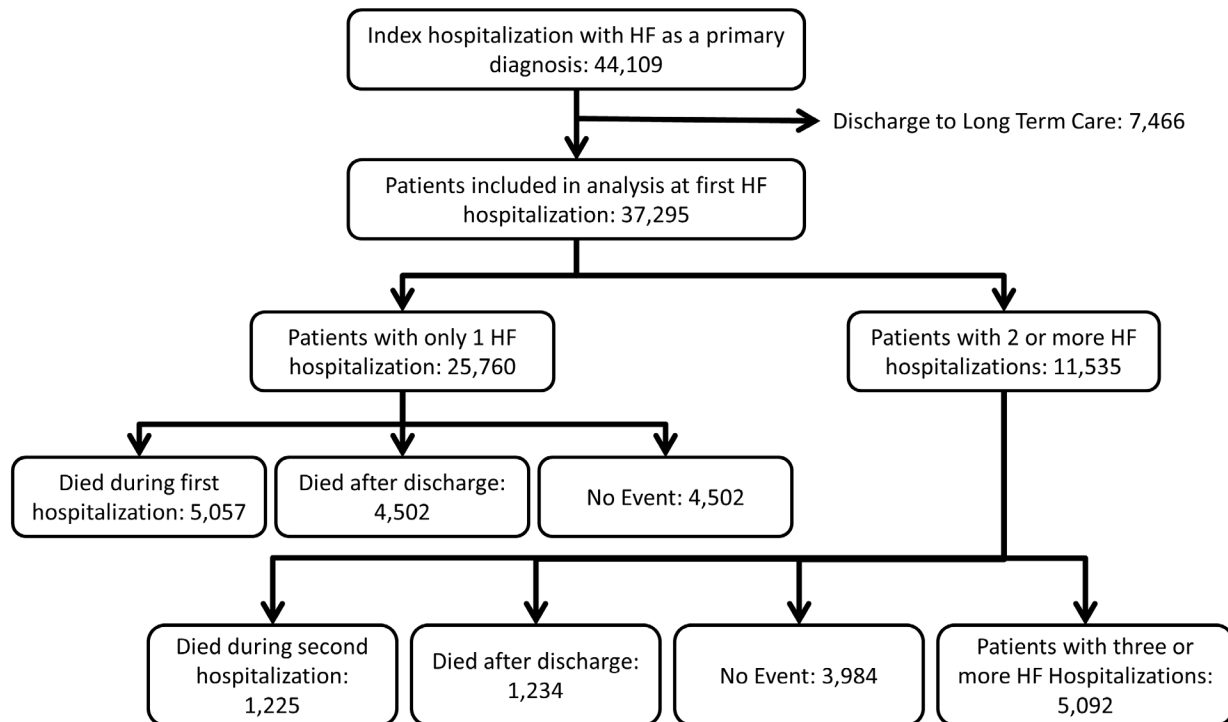 Index hospitalization with HF as a primary
diagnosis: 44,109
Discharge to Long Term Care: 7,466
Patients included in analysis at first HF
hospitalization: 37,295
Patients with only 1 HF
hospitalization: 25,760
Patients with 2 or more HF
hospitalizations: 11,535
Died during first
hospitalization: 5,057
Died after discharge:
4,502
No Event: 4,502
Died during second
hospitalization:
1,225
Died after discharge:
1,234
No Event: 3,984
Patients with three or
more HF Hospitalizations:
5,092